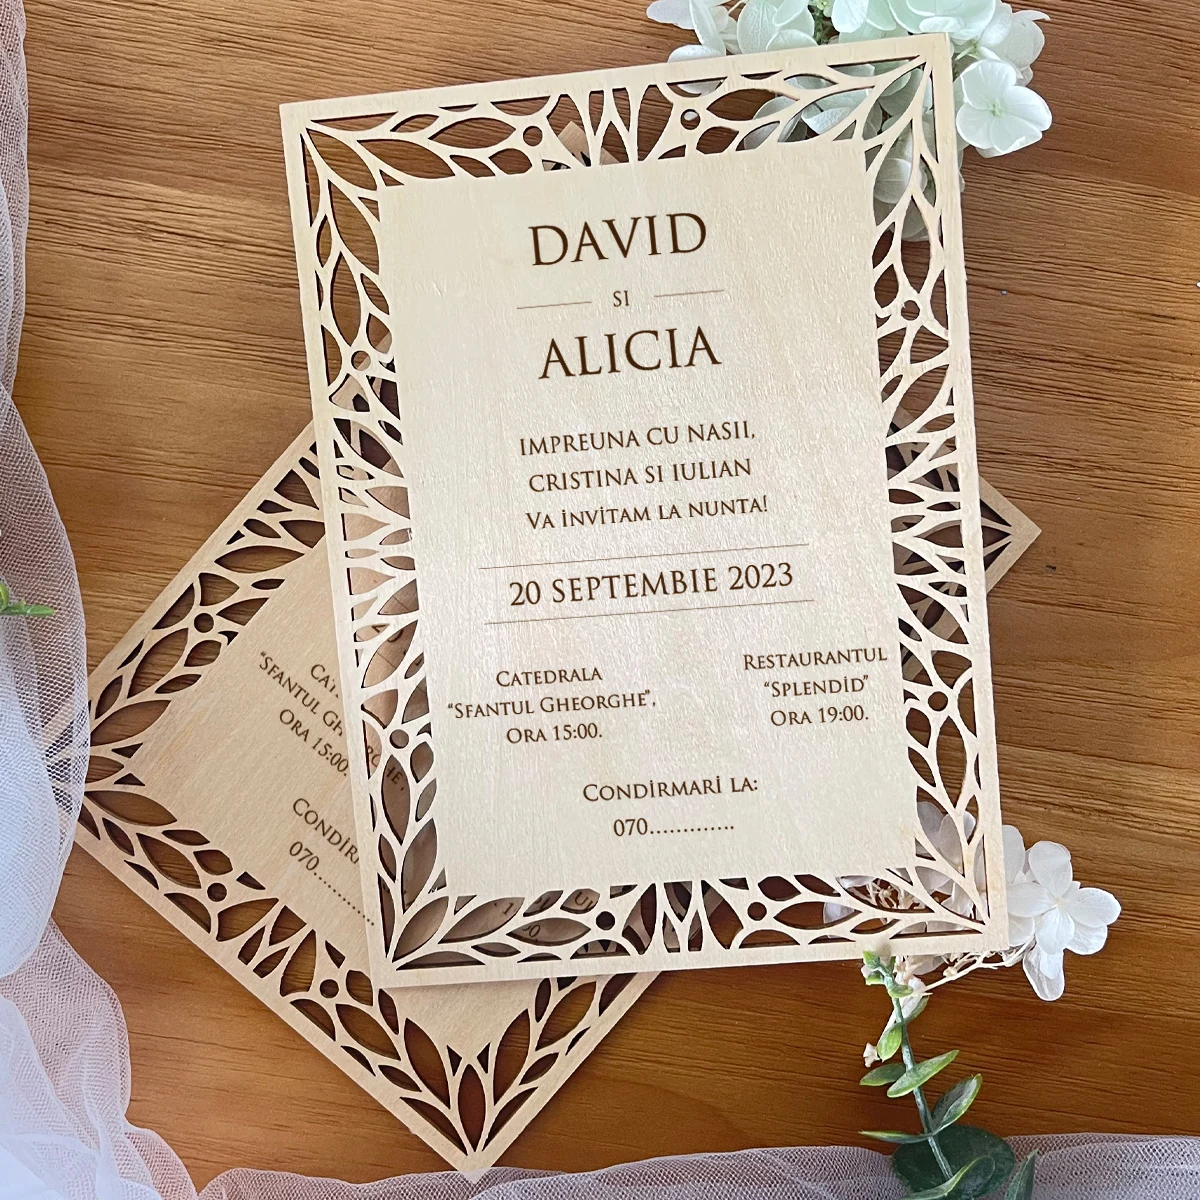 DAVID
SI
ALICIA
IMPREUNA CU NASII,
CRISTINA SI IULIAN
VA INVITAM LA NUNTA!
20 SEPTEMBIE 2023
CATEDRALA
"SFANTUL GHEORGHE",
ORA 15:00.
RESTAURANTUL
"SPLENDID"
ORA 19:00.
CONDIRMARI LA:
070.............
"SFANTUL
ORA 15:00.
070.............